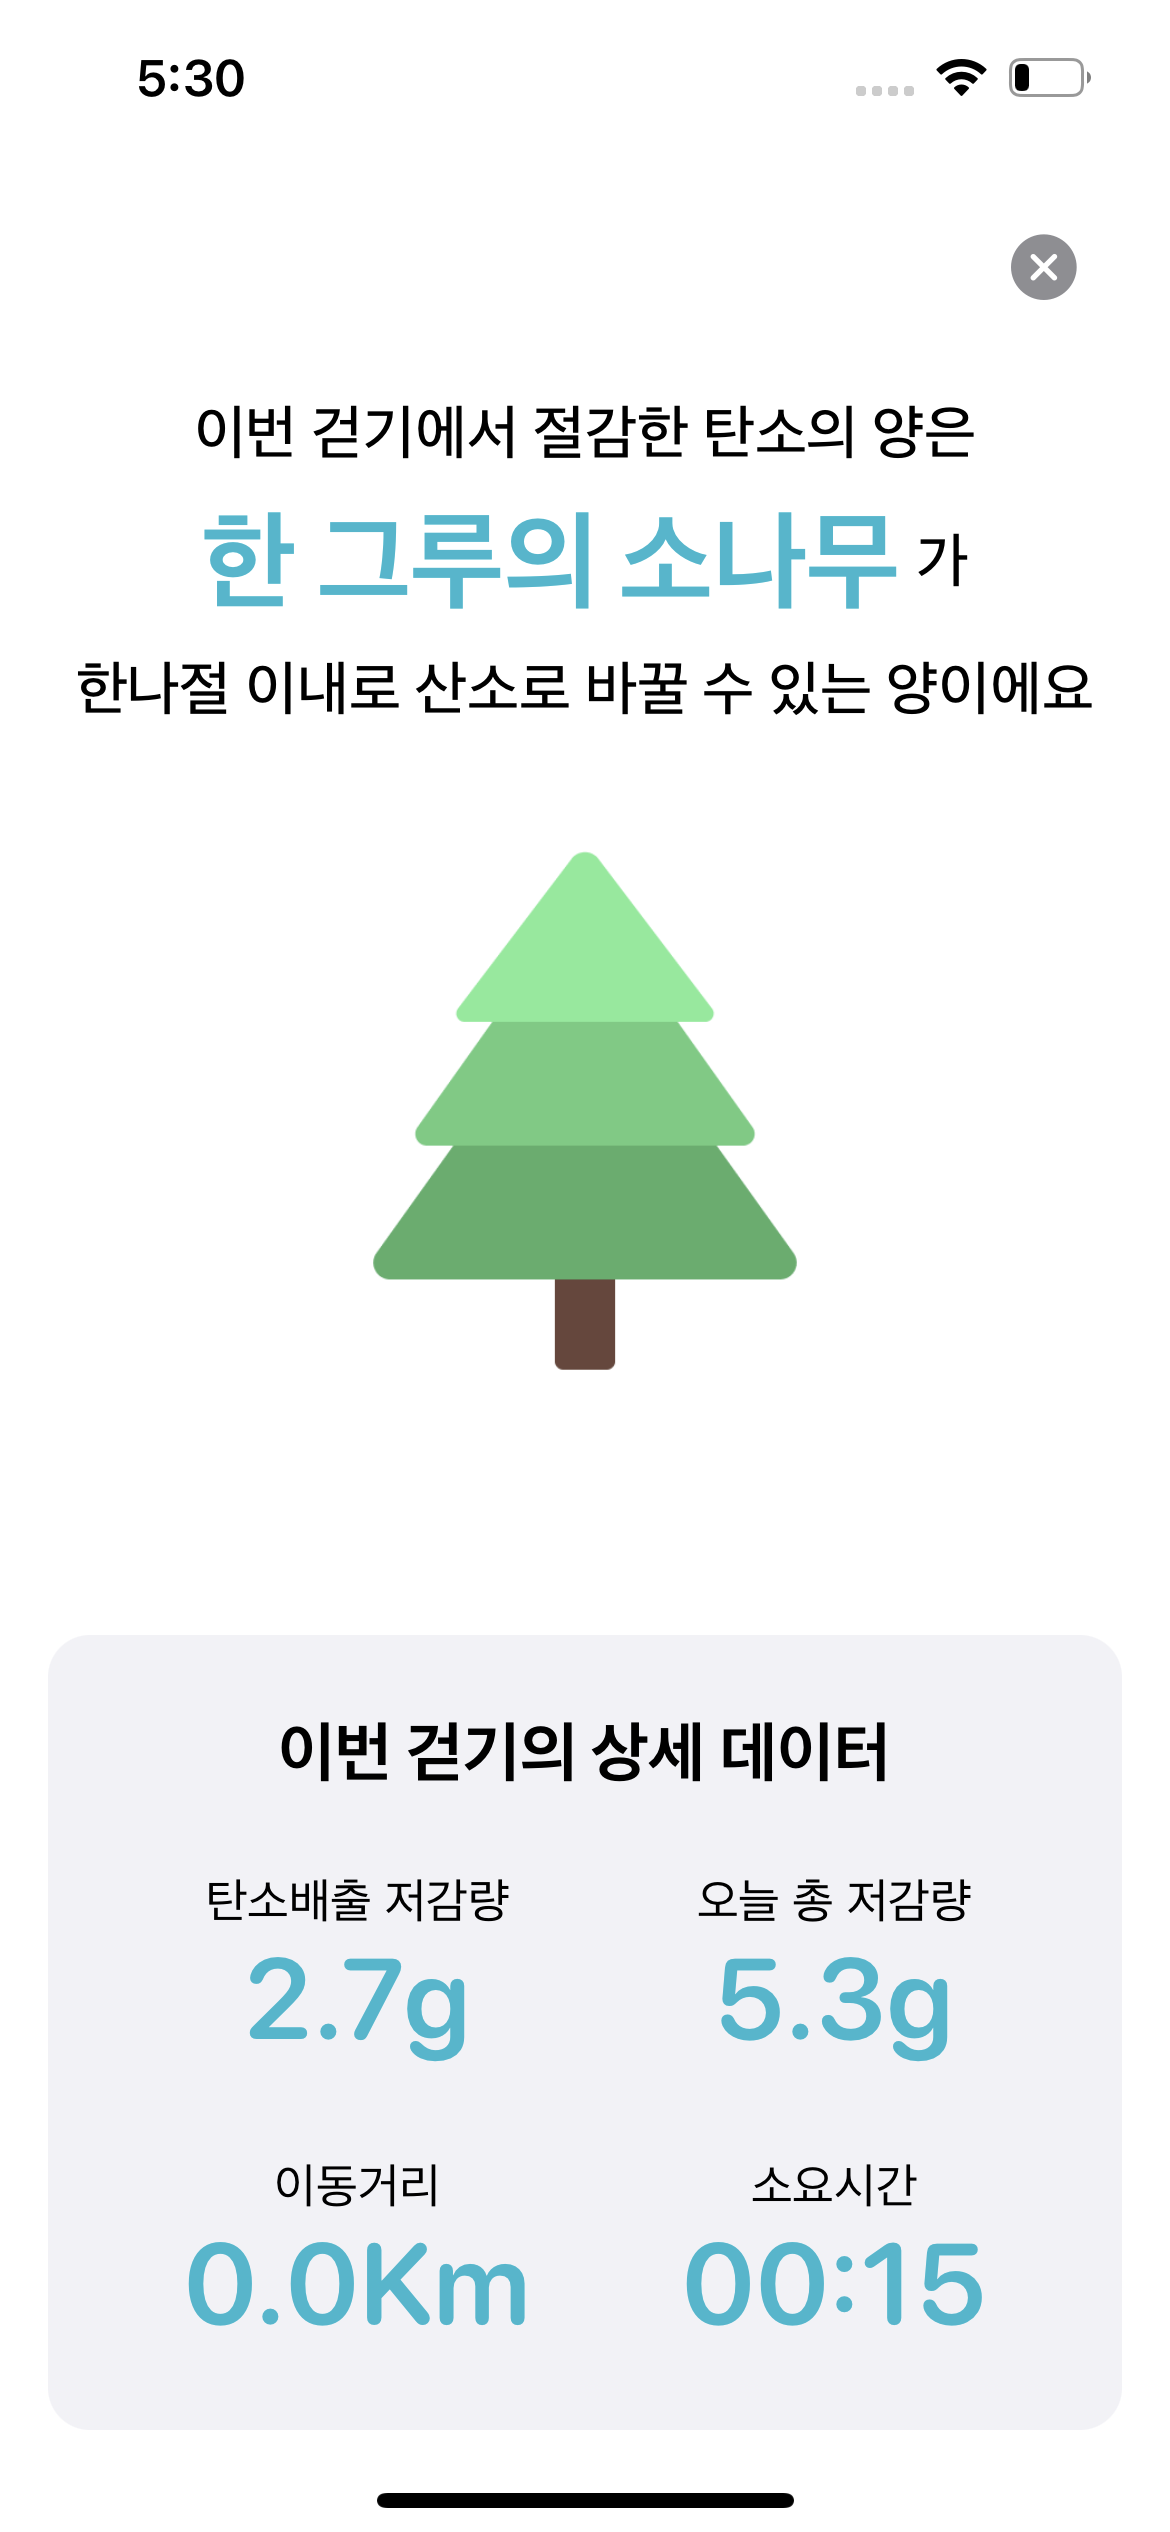 5:30
이번 걷기에서 절감한 탄소의 양은
한 그루의 소나무 가
한나절 이내로 산소로 바꿀 수 있는 양이에요
이번 걷기의 상세 데이터
탄소배출 저감량
2.7g
오늘 총 저감량
5.3g
이동거리
0.0Km
소요시간
00:15